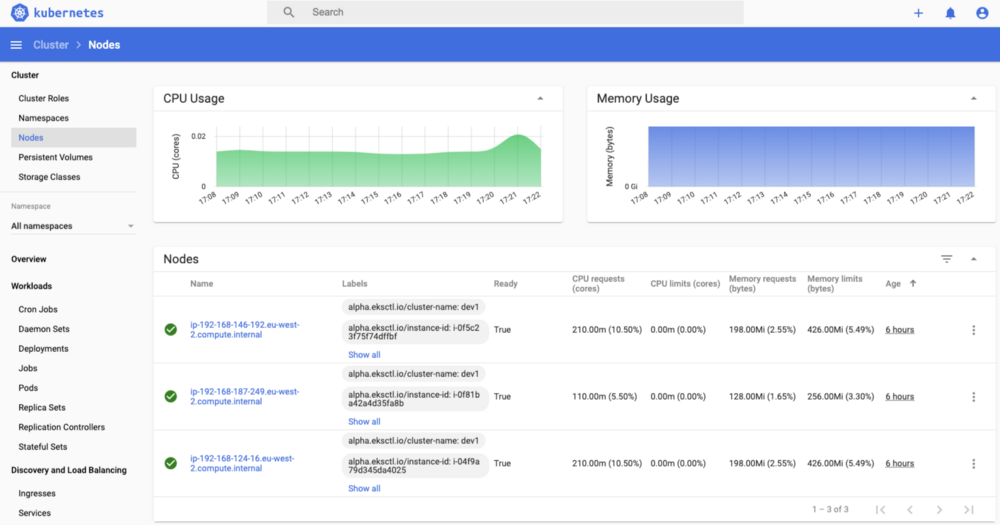 kubernetes
Search
Cluster > Nodes
Cluster
Cluster Roles
Namespaces
Nodes
Persistent Volumes
Storage Classes
Namespace
All namespaces
Overview
Workloads
Cron Jobs
Daemon Sets
Deployments
Jobs
Pods
Replica Sets
Replication Controllers
Stateful Sets
Discovery and Load Balancing
Ingresses
Services
CPU Usage
CPU (cores)
0.02
0
17:08 17:09 17:10 17:11 17:12 17:13 17:14 17:15 17:16 17:17 17:18 17:19 17:20 17:21 17:22
Memory Usage
Memory (bytes)
0 Gi
17:08 17:09 17:10 17:11 17:12 17:13 17:14 17:15 17:16 17:17 17:18 17:19 17:20 17:21 17:22
Nodes
Name Labels Ready CPU requests (cores) CPU limits (cores) Memory requests (bytes) Memory limits (bytes) Age
ip-192-168-146-192.eu-west-
2.compute.internal
alpha.eksctl.io/cluster-name: dev1
alpha.eksctl.io/instance-id: i-0f5c2
3f75f74dffbf
Show all
True 210.00m (10.50%) 0.00m (0.00%) 198.00Mi (2.55%) 426.00Mi (5.49%) 6 hours
ip-192-168-187-249.eu-west-
2.compute.internal
alpha.eksctl.io/cluster-name: dev1
alpha.eksctl.io/instance-id: i-0f81b
a42a4d35fa8b
Show all
True 110.00m (5.50%) 0.00m (0.00%) 128.00Mi (1.65%) 256.00Mi (3.30%) 6 hours
ip-192-168-124-16.eu-west-
2.compute.internal
alpha.eksctl.io/cluster-name: dev1
alpha.eksctl.io/instance-id: i-04f9a
79d345da4025
Show all
True 210.00m (10.50%) 0.00m (0.00%) 198.00Mi (2.55%) 426.00Mi (5.49%) 6 hours
1 – 3 of 3